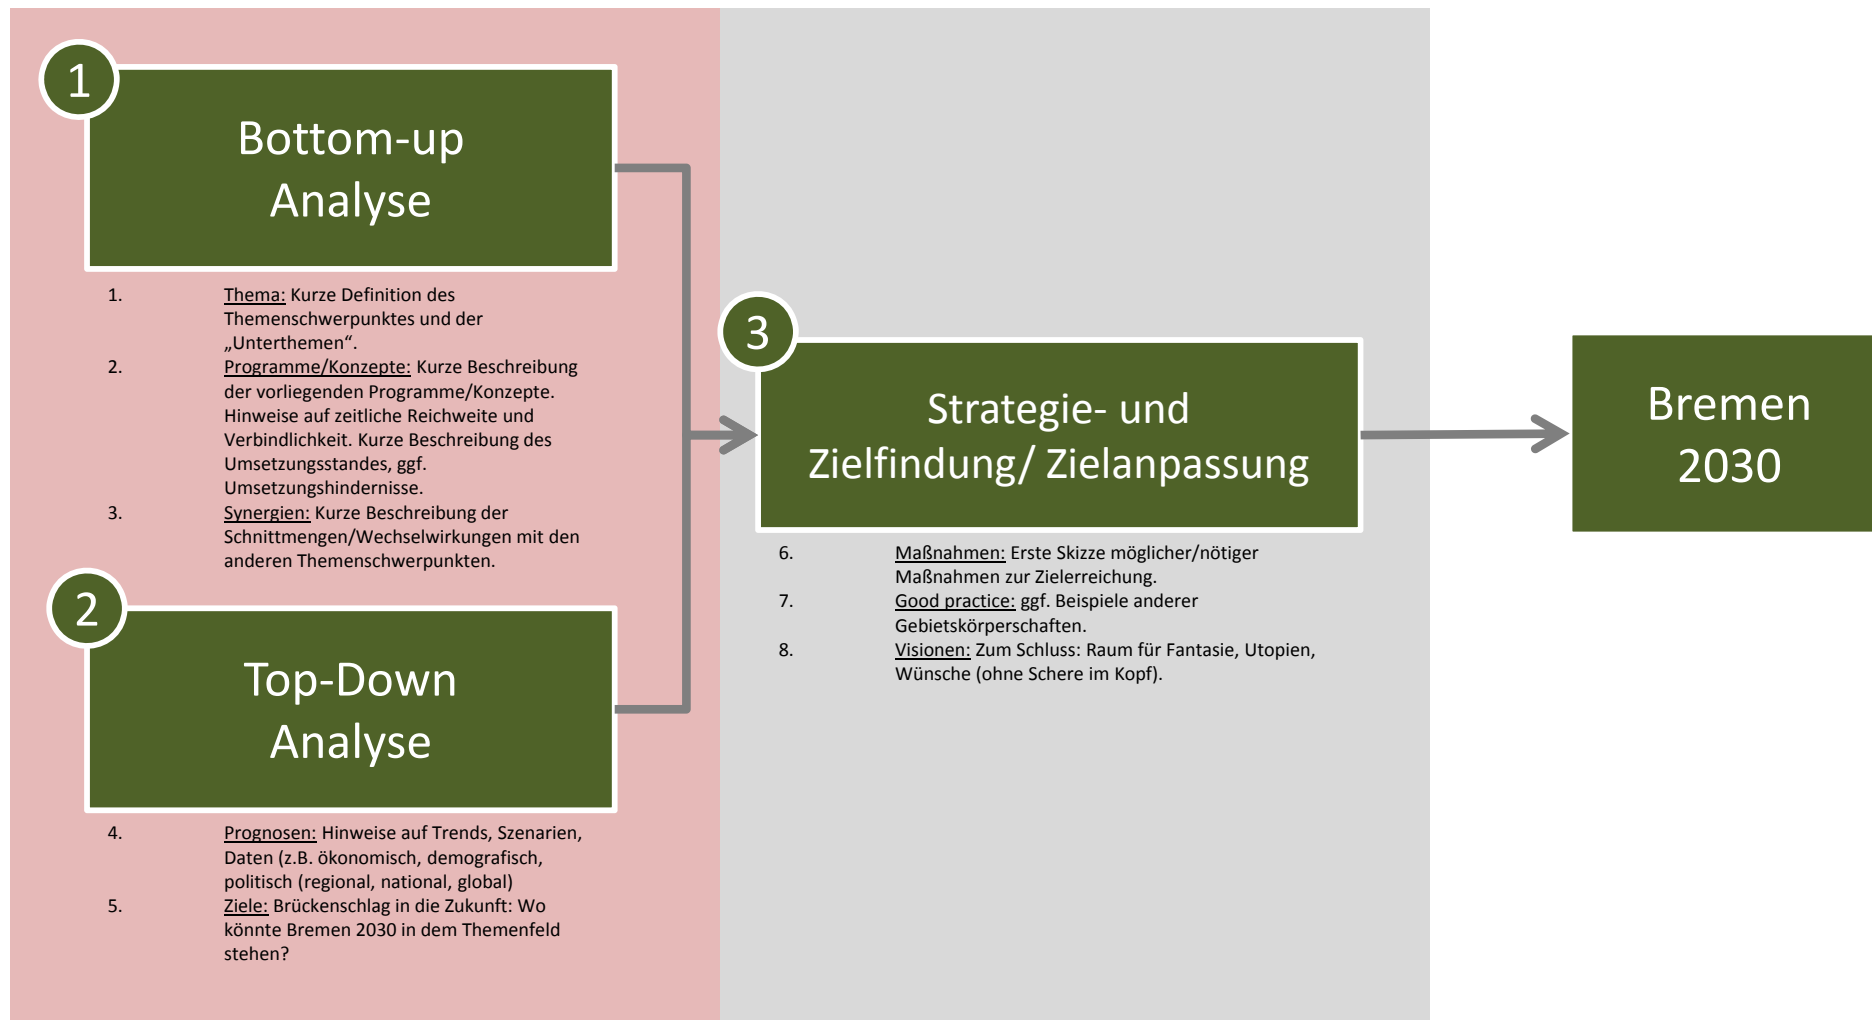 1
Bottom-up
Analyse
1. Thema: Kurze Definition des
Themenschwerpunktes und der
„Unterthemen“.
2. Programme/Konzepte: Kurze Beschreibung
der vorliegenden Programme/Konzepte.
Hinweise auf zeitliche Reichweite und
Verbindlichkeit. Kurze Beschreibung des
Umsetzungsstandes, ggf.
Umsetzungshindernisse.
3. Synergien: Kurze Beschreibung der
Schnittmengen/Wechselwirkungen mit den
anderen Themenschwerpunkten.
2
Top-Down
Analyse
4. Prognosen: Hinweise auf Trends, Szenarien,
Daten (z.B. ökonomisch, demografisch,
politisch (regional, national, global)
5. Ziele: Brückenschlag in die Zukunft: Wo
könnte Bremen 2030 in dem Themenfeld
stehen?
3
Strategie- und
Zielfindung/ Zielanpassung
6. Maßnahmen: Erste Skizze möglicher/nötiger
Maßnahmen zur Zielerreichung.
7. Good practice: ggf. Beispiele anderer
Gebietskörperschaften.
8. Visionen: Zum Schluss: Raum für Fantasie, Utopien,
Wünsche (ohne Schere im Kopf).
Bremen
2030